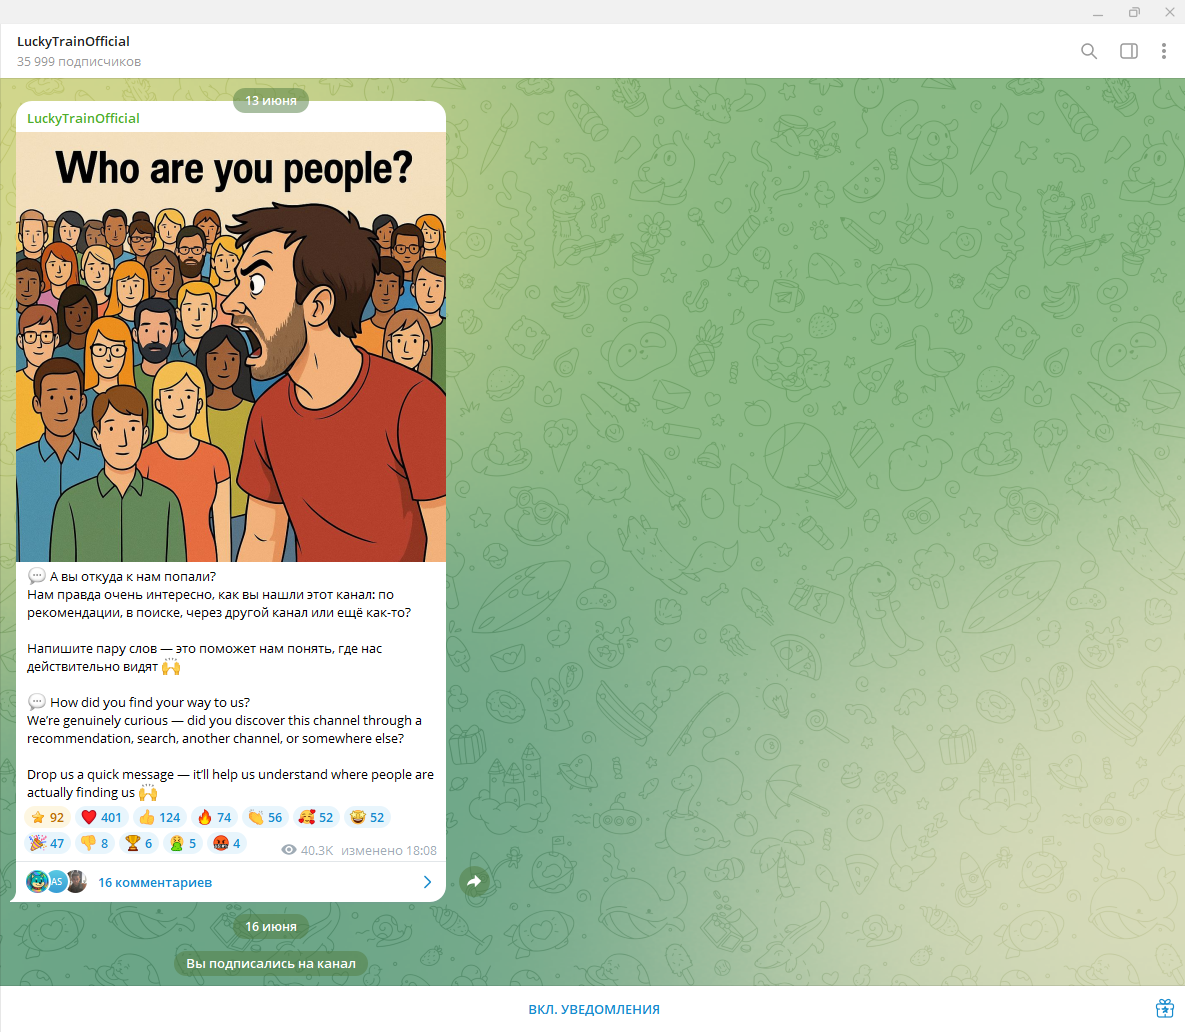 LuckyTrainOfficial
35 999 подписчиков
13 июня
LuckyTrainOfficial
Who are you people?
💬 А вы откуда к нам попали?
Нам правда очень интересно, как вы нашли этот канал: по
рекомендации, в поиске, через другой канал или ещё как-то?
Напишите пару слов — это поможет нам понять, где нас
действительно видят 🙌
💬 How did you find your way to us?
We're genuinely curious — did you discover this channel through a
recommendation, search, another channel, or somewhere else?
Drop us a quick message — it'll help us understand where people are
actually finding us 🙌
⭐ 92 ❤️ 401 👍 124 🔥 74 👏 56 🥰 52 🤩 52
🎉 47 👎 8 🏆 6 🤮 5 🤬 4
40.3K изменено 18:08
AS 16 комментариев
16 июня
Вы подписались на канал
ВКЛ. УВЕДОМЛЕНИЯ